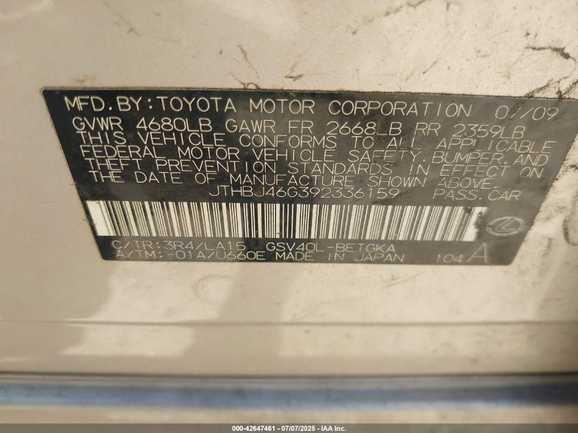 MFD.BY:TOYOTA MOTOR CORPORATION 01/09
GVWR 4680LB GAWR FR 2668LB RR 2359LB
THIS VEHICLE CONFORMS TO ALL APPLICABLE
FEDERAL MOTOR VEHICLE SAFETY, BUMPER, AND
THEFT PREVENTION STANDARDS IN EFFECT ON
THE DATE OF MANUFACTURE SHOWN ABOVE.
JTHBJ46G392336159 PASS.CAR
C/TR:3R4/LA15 GSV40L-BETGKA
A/TM:-01A/U660E MADE IN JAPAN 104 A
000-42647461 - 07/07/2025 - IAA Inc.